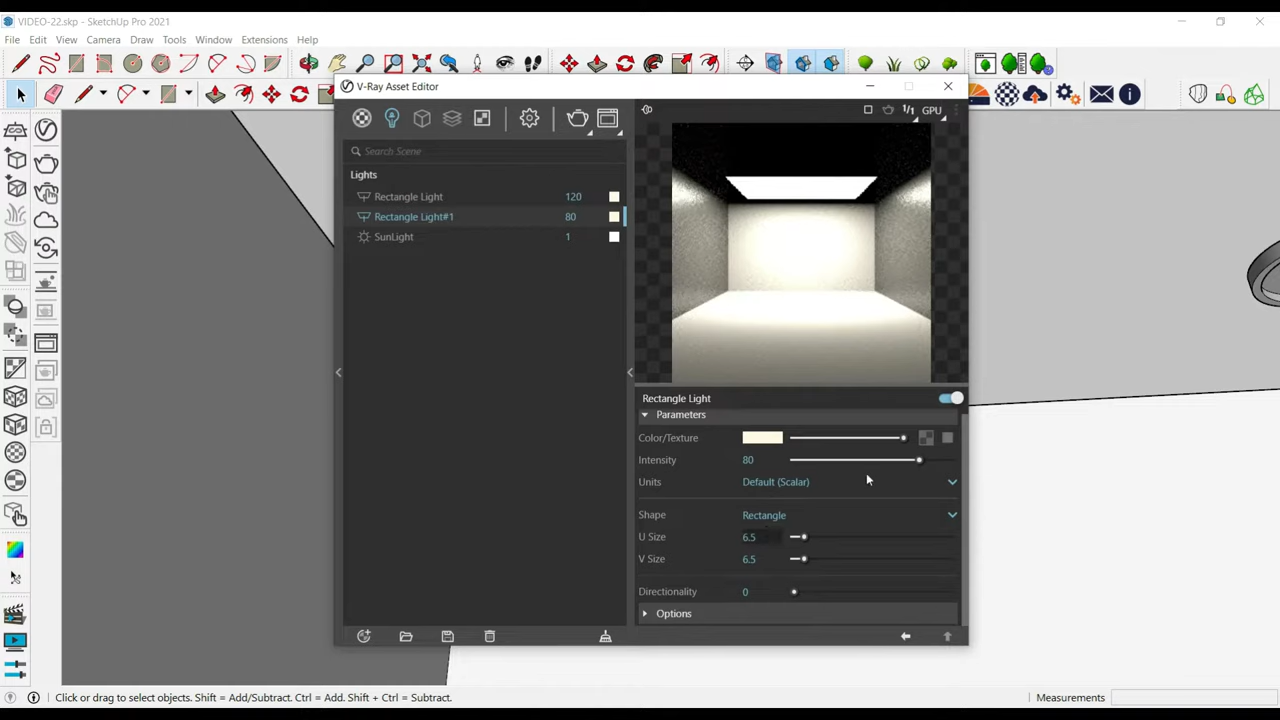 VIDEO-22.skp - SketchUp Pro 2021
File Edit View Camera Draw Tools Window Extensions Help
V-Ray Asset Editor
1/1 GPU
Search Scene
Lights
Rectangle Light 120
Rectangle Light#1 80
SunLight 1
Rectangle Light
Parameters
Color/Texture
Intensity 80
Units Default (Scalar)
Shape Rectangle
U Size 6.5
V Size 6.5
Directionality 0
Options
Click or drag to select objects. Shift = Add/Subtract. Ctrl = Add. Shift + Ctrl = Subtract.
Measurements